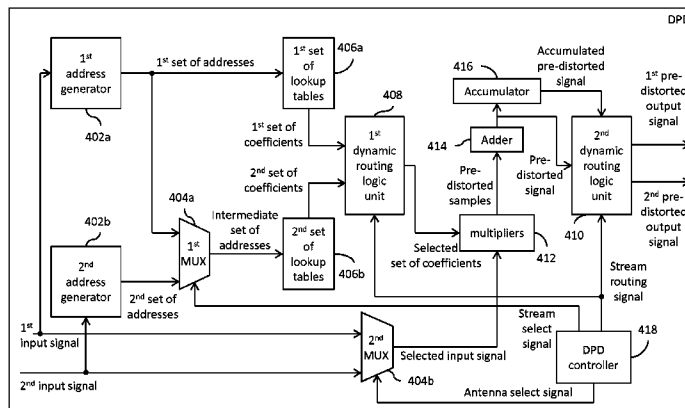 DPD
1st address generator
402a
1st set of addresses
1st set of lookup tables
406a
1st set of coefficients
2nd set of coefficients
408
1st dynamic routing logic unit
416
Accumulator
Accumulated pre-distorted signal
414
Adder
Pre-distorted samples
Pre-distorted signal
2nd dynamic routing logic unit
410
1st pre-distorted output signal
2nd pre-distorted output signal
402b
2nd address generator
404a
1st MUX
2nd set of addresses
Intermediate set of addresses
2nd set of lookup tables
406b
Selected set of coefficients
multipliers
412
Stream routing signal
Stream select signal
418
DPD controller
1st input signal
2nd input signal
2nd MUX
404b
Selected input signal
Antenna select signal